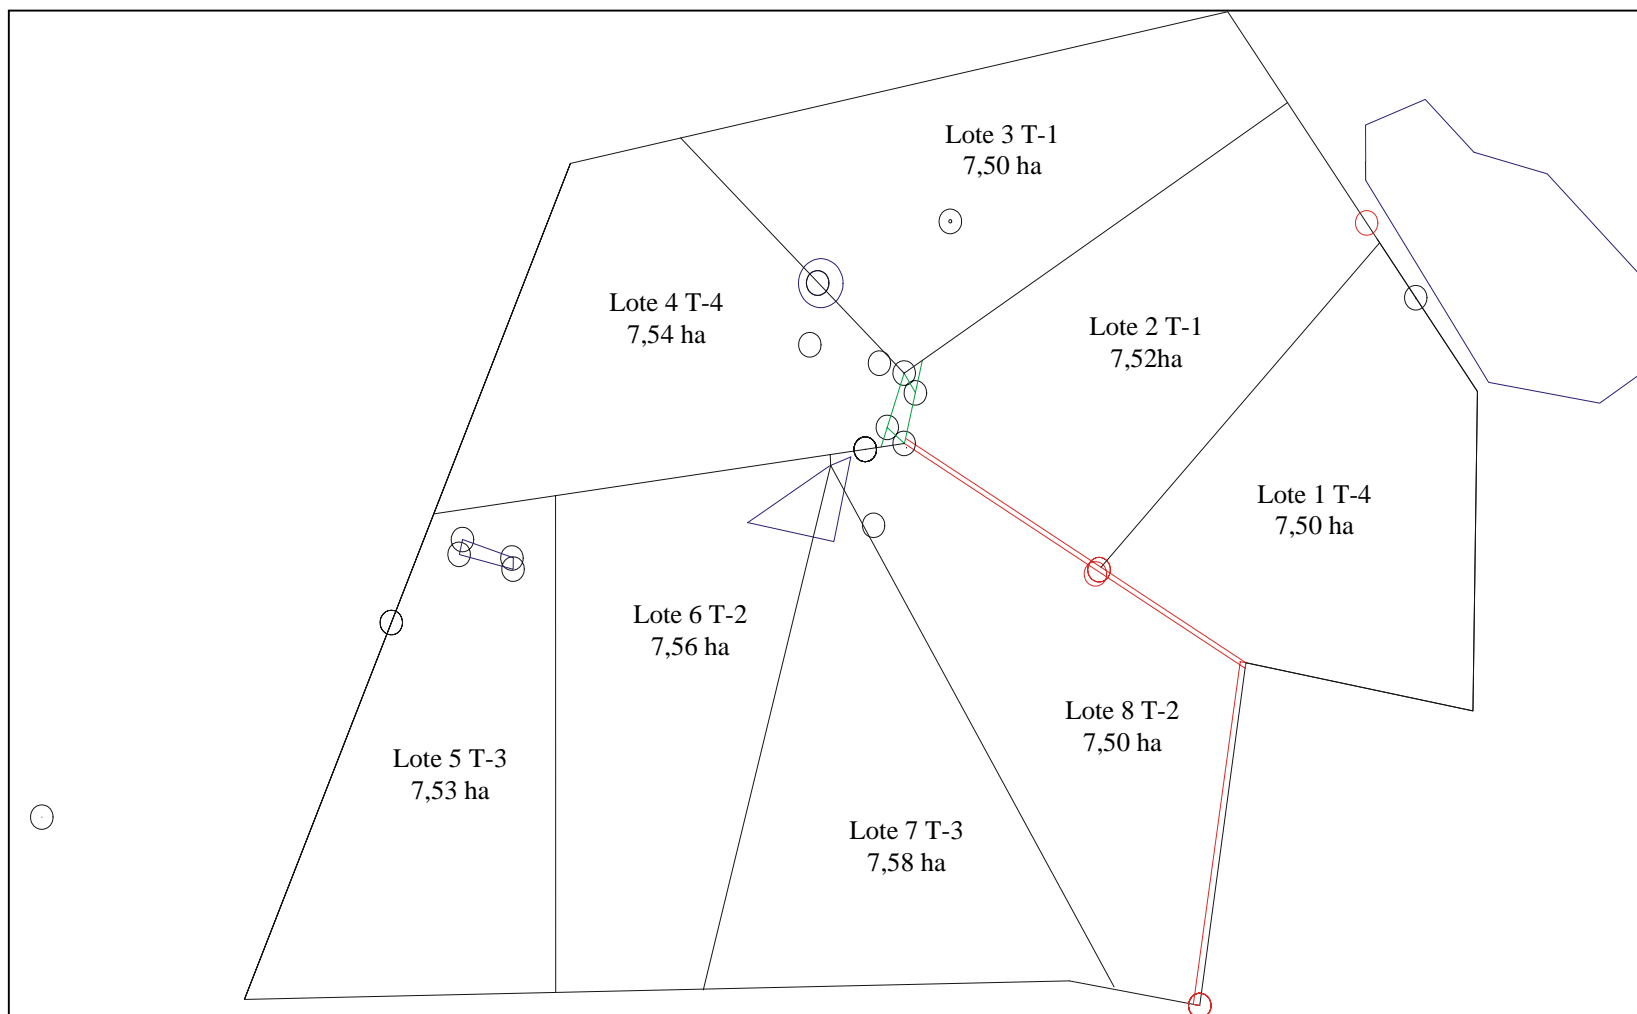 Lote 3 T-1
7,50 ha
Lote 4 T-4
7,54 ha
Lote 2 T-1
7,52ha
Lote 1 T-4
7,50 ha
Lote 6 T-2
7,56 ha
Lote 8 T-2
7,50 ha
Lote 5 T-3
7,53 ha
Lote 7 T-3
7,58 ha